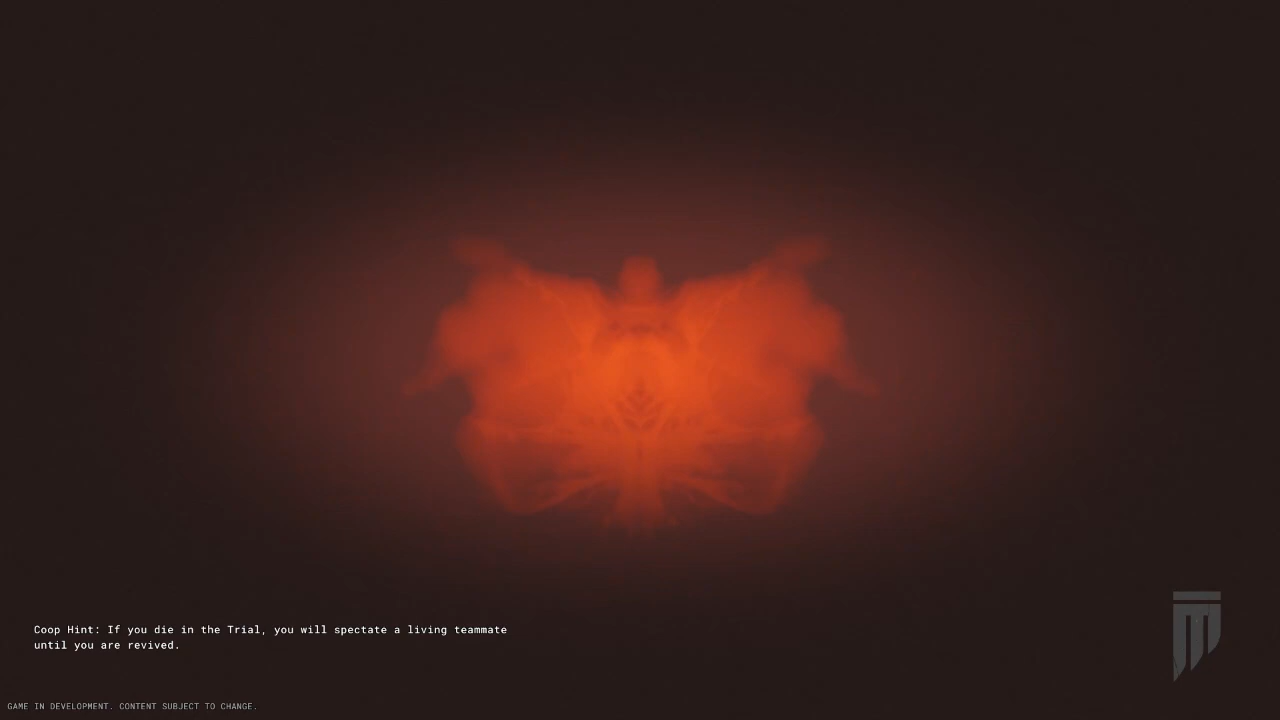 Coop Hint: If you die in the Trial, you will spectate a living teammate
until you are revived.
GAME IN DEVELOPMENT. CONTENT SUBJECT TO CHANGE.